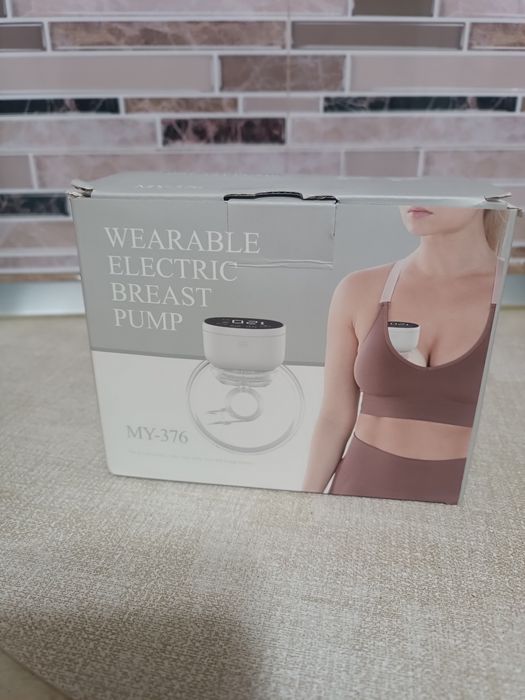 WEARABLE
ELECTRIC
BREAST
PUMP
MY-376